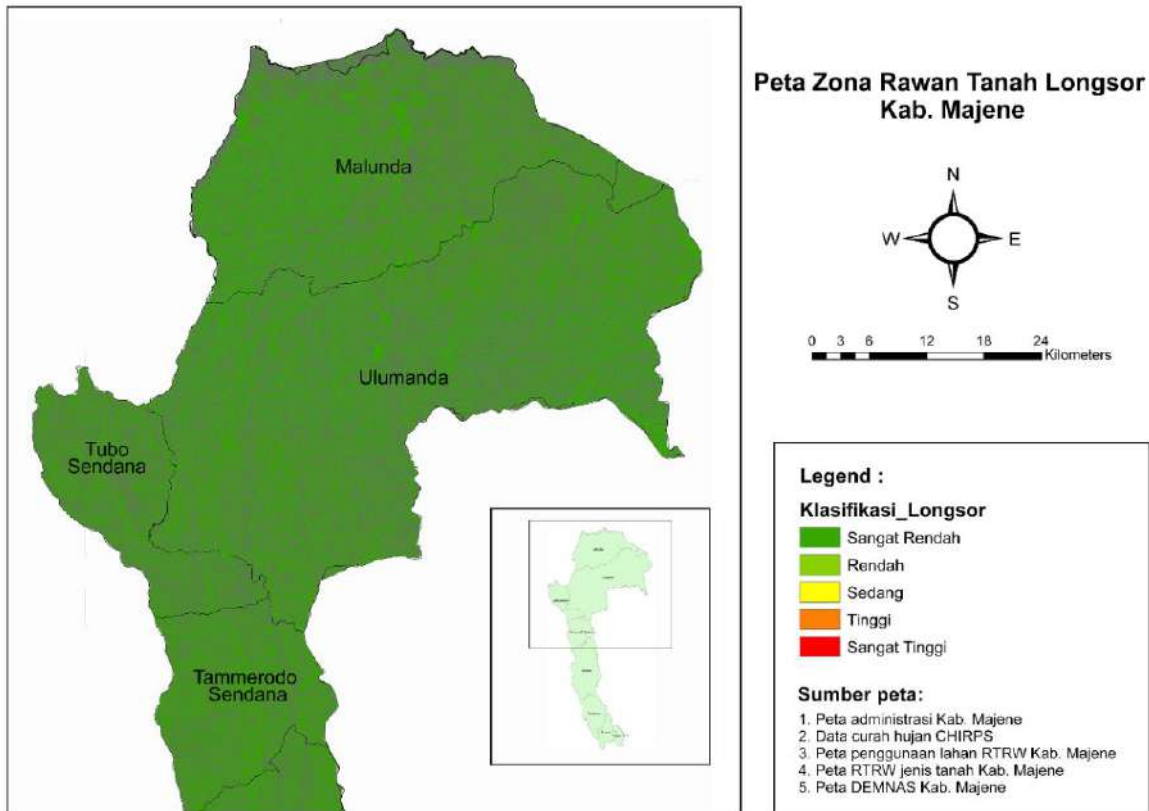 Peta Zona Rawan Tanah Longsor
Kab. Majene
N
W
E
S
0 3 6 12 18 24
Kilometers
Malunda
Ulumanda
Tubo
Sendana
Tammerodo
Sendana
Legend :
Klasifikasi_Longsor
Sangat Rendah
Rendah
Sedang
Tinggi
Sangat Tinggi
Sumber peta:
1. Peta administrasi Kab. Majene
2. Data curah hujan CHIRPS
3. Peta penggunaan lahan RTRW Kab. Majene
4. Peta RTRW jenis tanah Kab. Majene
5. Peta DEMNAS Kab. Majene